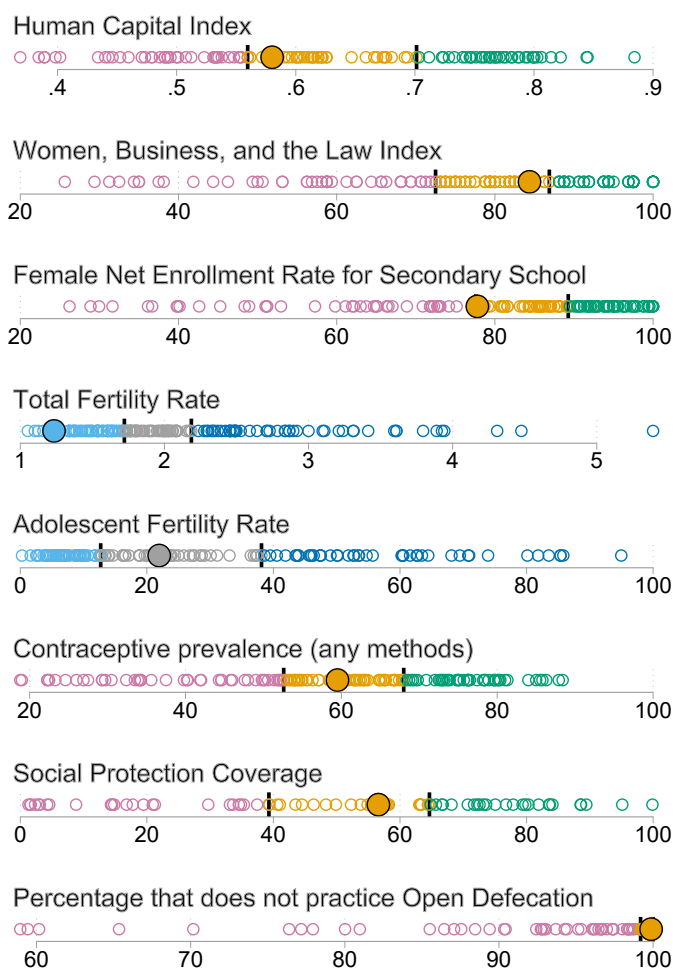 Human Capital Index
.4 .5 .6 .7 .8 .9
Women, Business, and the Law Index
20 40 60 80 100
Female Net Enrollment Rate for Secondary School
20 40 60 80 100
Total Fertility Rate
1 2 3 4 5
Adolescent Fertility Rate
0 20 40 60 80 100
Contraceptive prevalence (any methods)
20 40 60 80 100
Social Protection Coverage
0 20 40 60 80 100
Percentage that does not practice Open Defecation
60 70 80 90 100